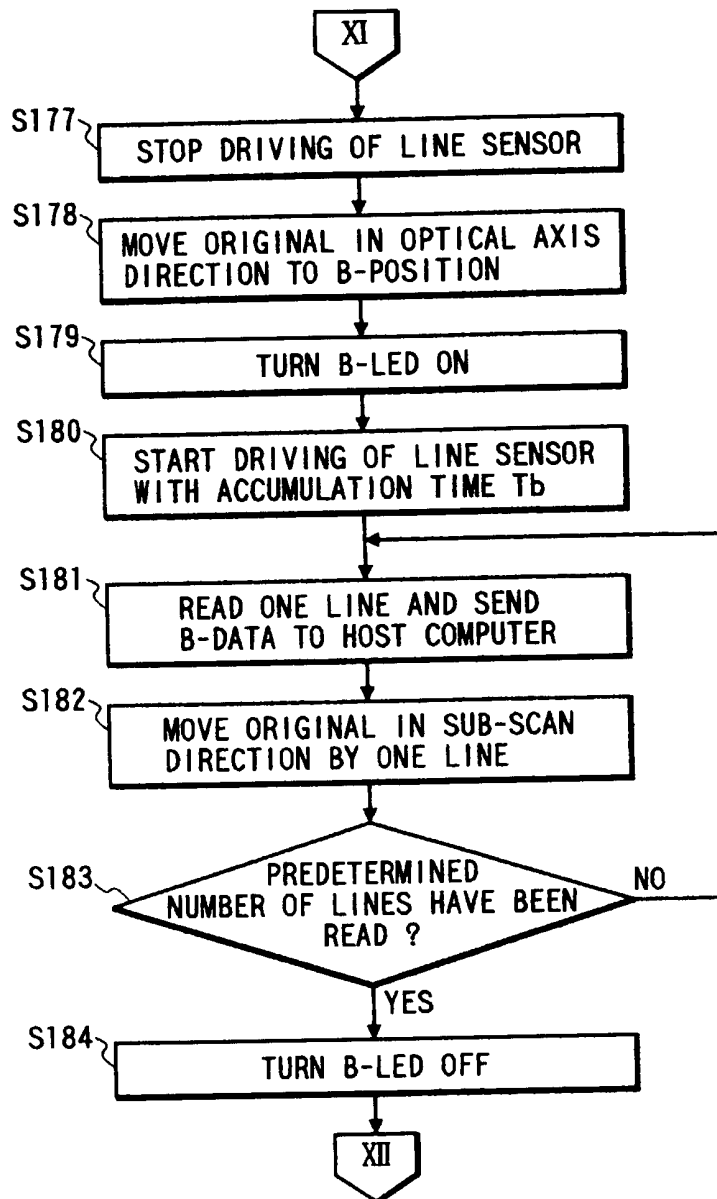 XI
S177
STOP DRIVING OF LINE SENSOR
S178
MOVE ORIGINAL IN OPTICAL AXIS
DIRECTION TO B-POSITION
S179
TURN B-LED ON
S180
START DRIVING OF LINE SENSOR
WITH ACCUMULATION TIME Tb
S181
READ ONE LINE AND SEND
B-DATA TO HOST COMPUTER
S182
MOVE ORIGINAL IN SUB-SCAN
DIRECTION BY ONE LINE
S183
PREDETERMINED
NUMBER OF LINES HAVE BEEN
READ ?
NO
YES
S184
TURN B-LED OFF
XII